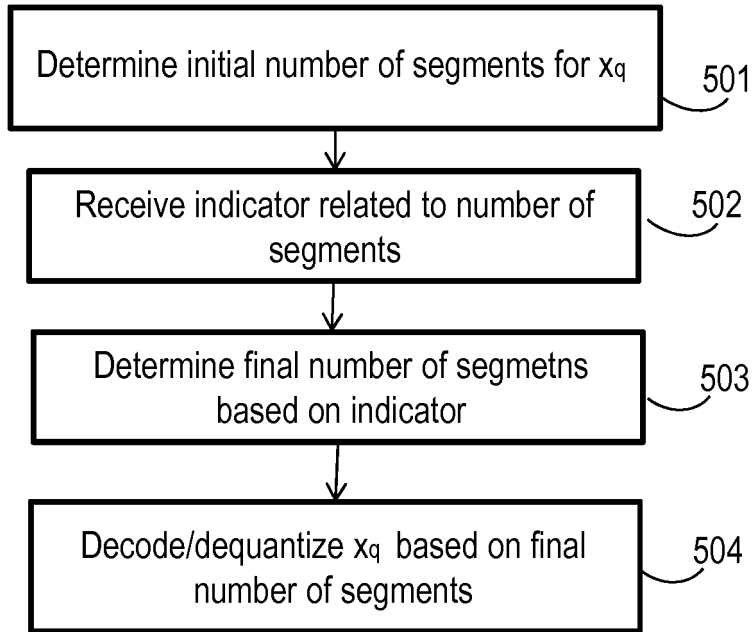 Determine initial number of segments for xq
501
Receive indicator related to number of
segments
502
Determine final number of segmetns
based on indicator
503
Decode/dequantize xq based on final
number of segments
504